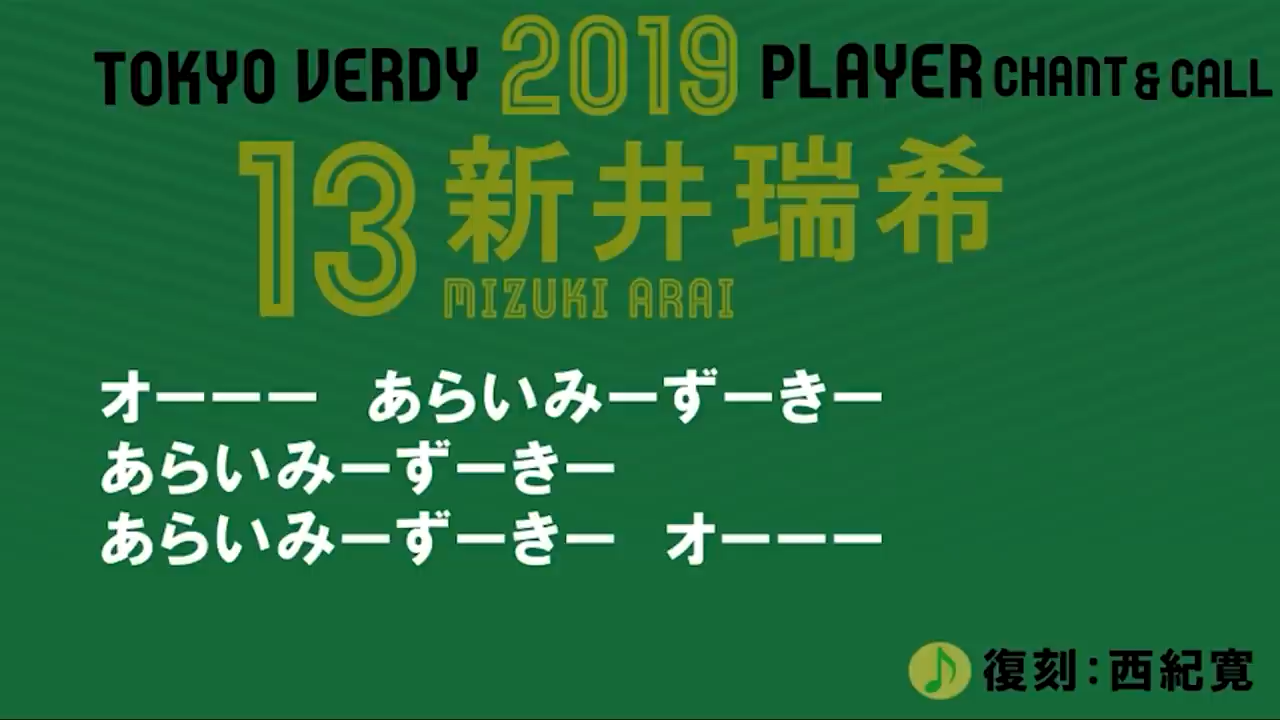 TOKYO VERDY 2019 PLAYER CHANT & CALL
13 新井瑞希
MIZUKI ARAI
オーーー あらいみーずーきー
あらいみーずーきー
あらいみーずーきー オーーー
復刻：西紀寛